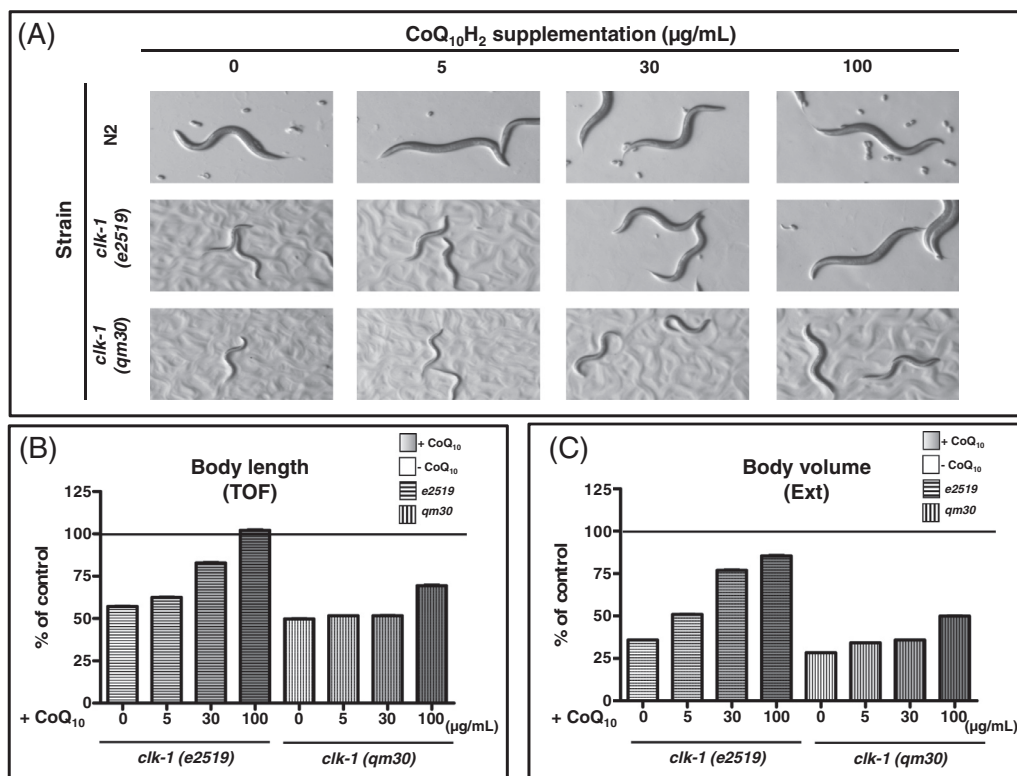 (A)
CoQ10H2 supplementation (µg/mL)
0 5 30 100
Strain
N2
clk-1
(e2519)
clk-1
(qm30)
(B)
Body length
(TOF)
+ CoQ10
- CoQ10
e2519
qm30
% of control
125
100
75
50
25
0
+ CoQ10 0 5 30 100 0 5 30 100 (µg/mL)
clk-1 (e2519) clk-1 (qm30)
(C)
Body volume
(Ext)
+ CoQ10
- CoQ10
e2519
qm30
% of control
125
100
75
50
25
0
+ CoQ10 0 5 30 100 0 5 30 100 (µg/mL)
clk-1 (e2519) clk-1 (qm30)